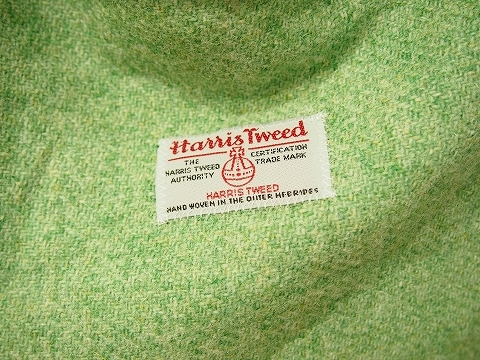 Harris Tweed
THE CERTIFICATION
HARRIS TWEED TRADE MARK
AUTHORITY
HARRIS TWEED
HAND WOVEN IN THE OUTER HEBRIDES